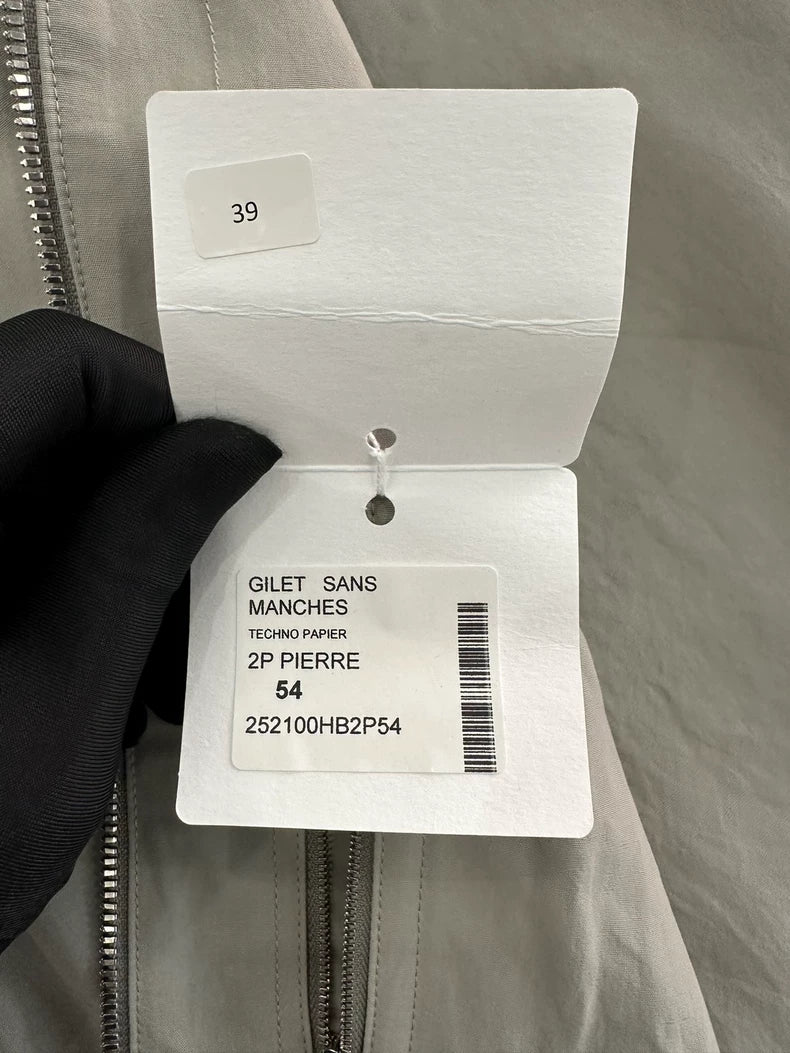 39
GILET SANS
MANCHES
TECHNO PAPIER
2P PIERRE
54
252100HB2P54